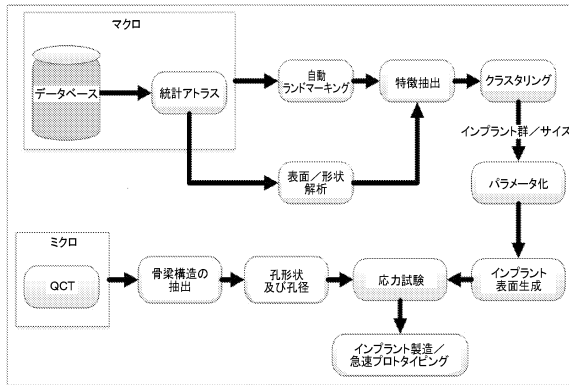 マクロ
データベース
統計アトラス
自動
ランドマーキング
特徴抽出
クラスタリング
インプラント群／サイズ
表面／形状
解析
パラメータ化
ミクロ
QCT
骨梁構造の
抽出
孔形状
及び孔径
応力試験
インプラント
表面生成
インプラント製造／
急速プロトタイピング